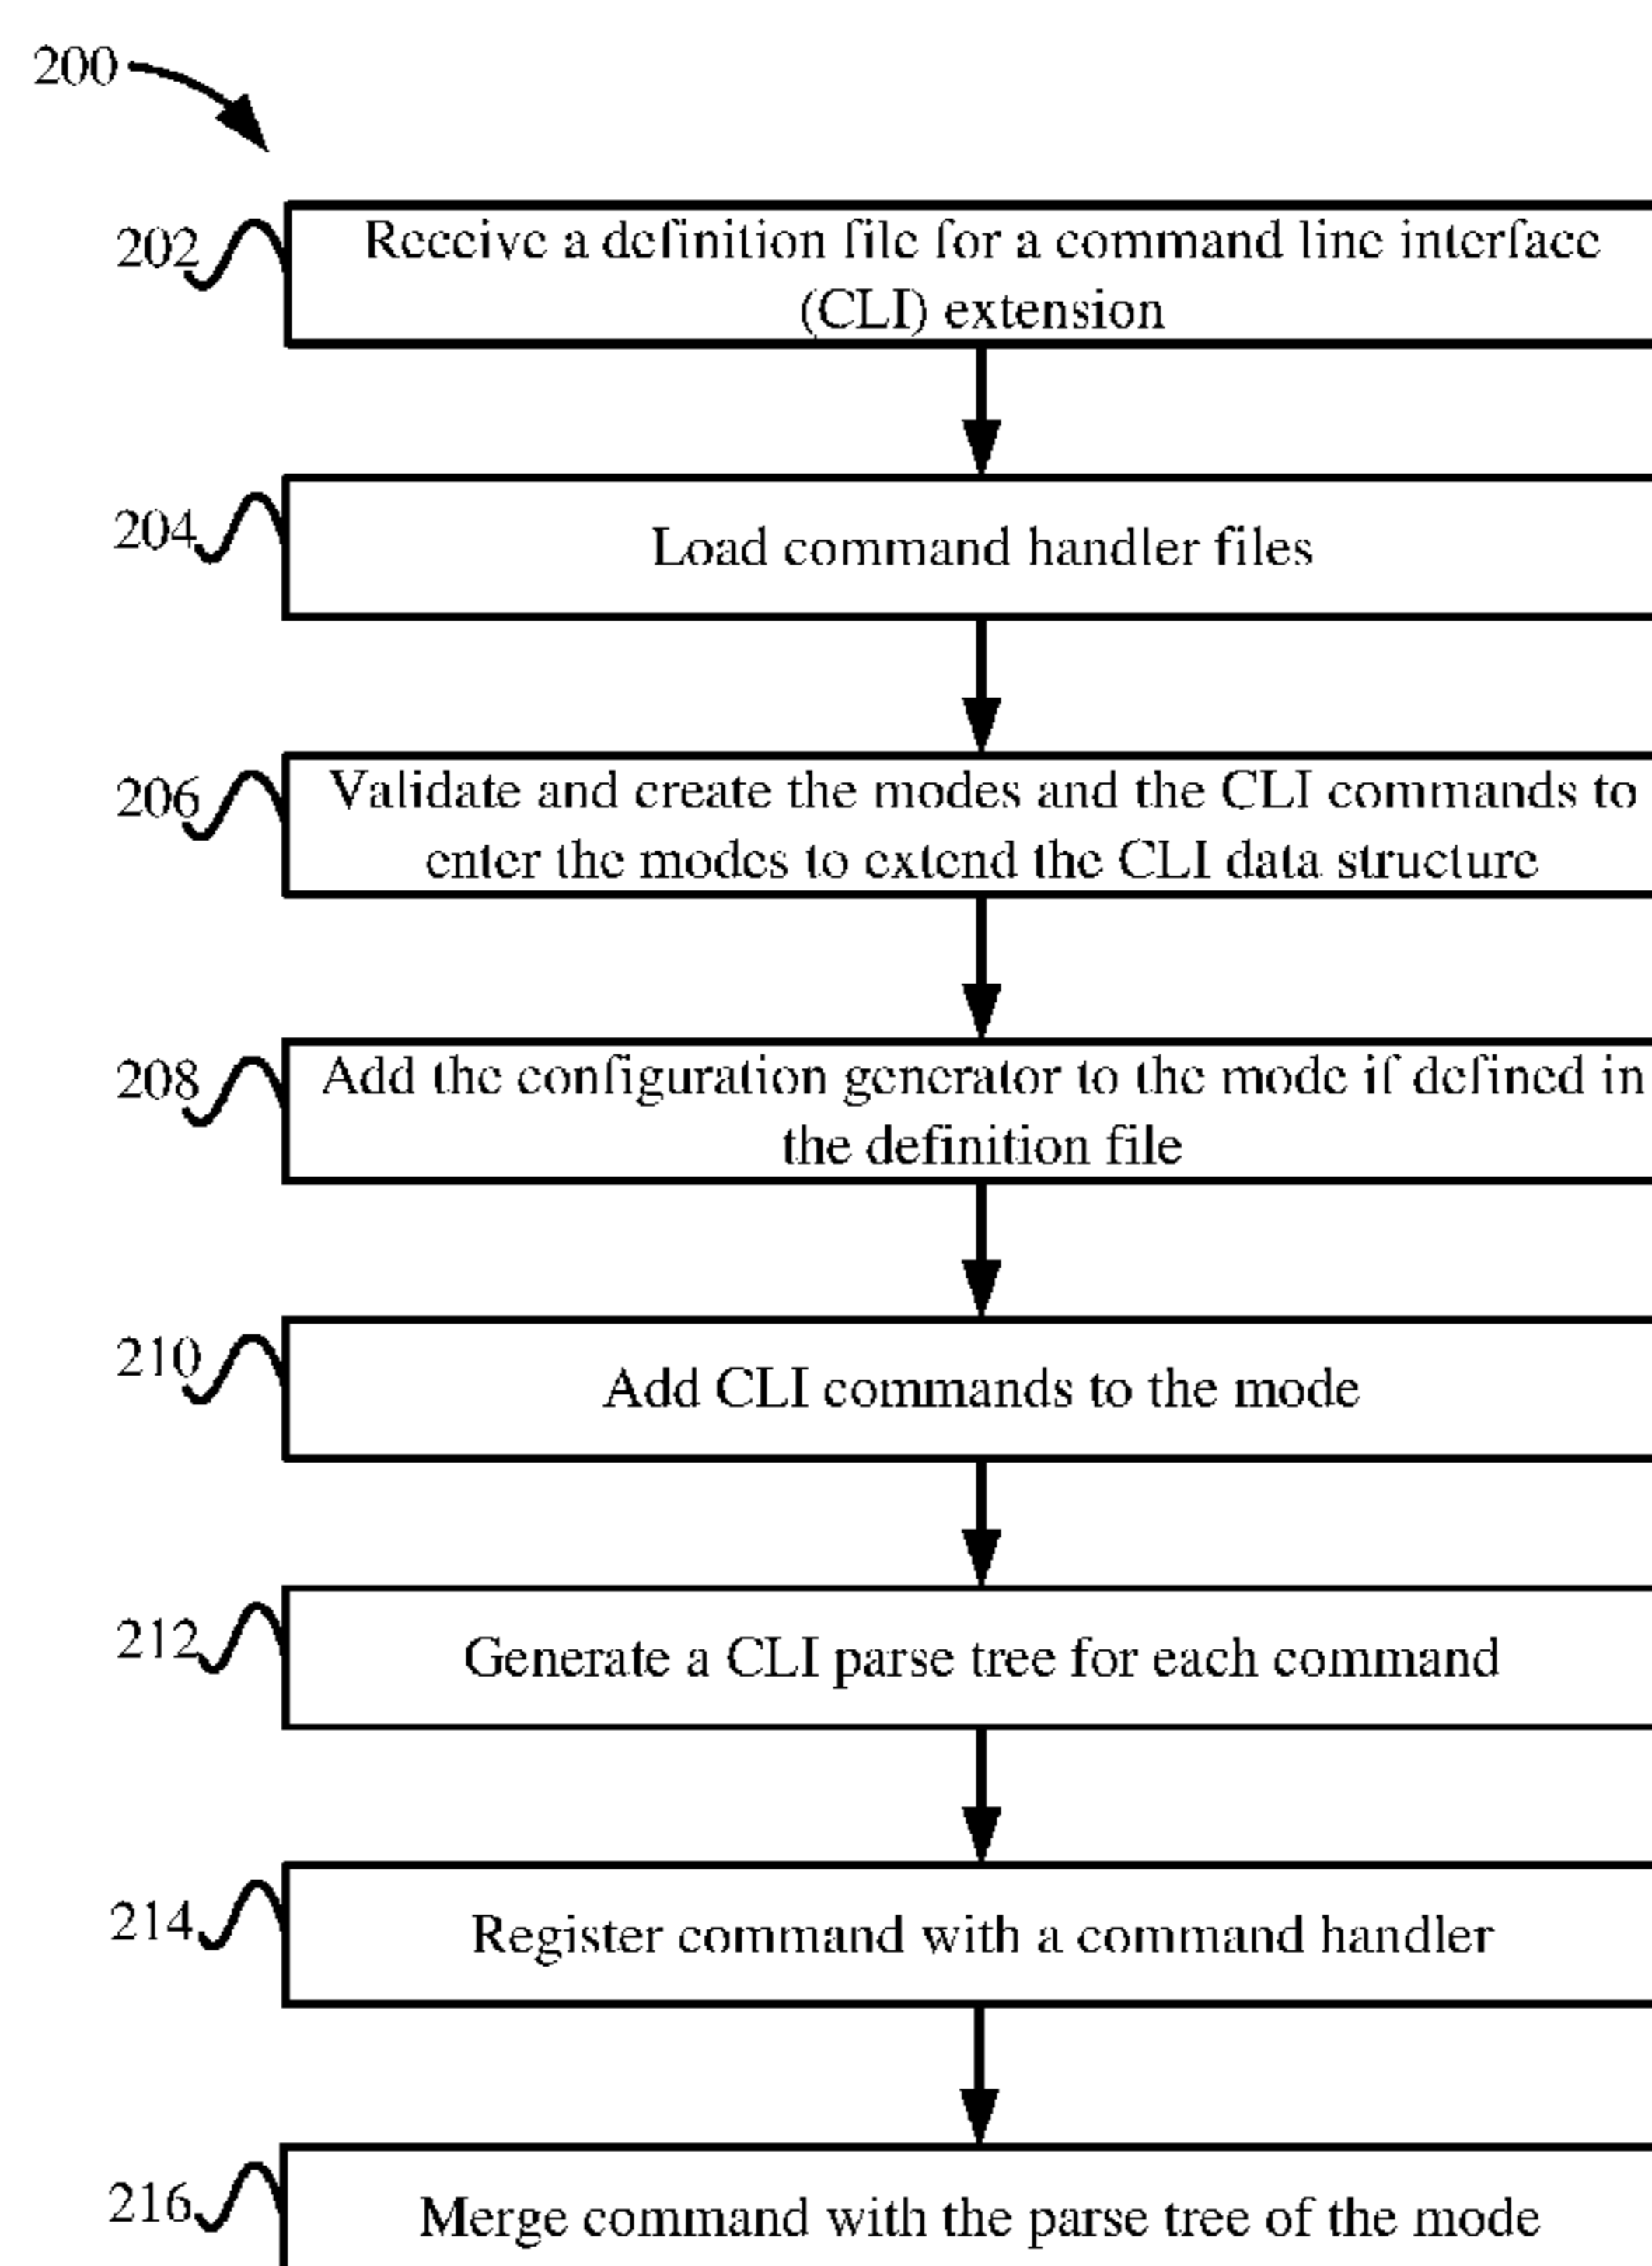 200
202
Receive a definition file for a command line interface
(CLI) extension
204
Load command handler files
206
Validate and create the modes and the CLI commands to
enter the modes to extend the CLI data structure
208
Add the configuration generator to the mode if defined in
the definition file
210
Add CLI commands to the mode
212
Generate a CLI parse tree for each command
214
Register command with a command handler
216
Merge command with the parse tree of the mode